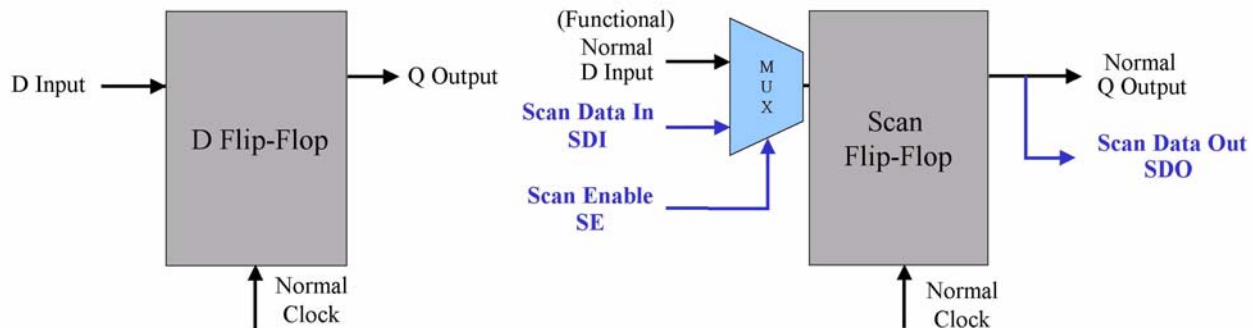 D Input
D Flip-Flop
Q Output
Normal
Clock
(Functional)
Normal
D Input
Scan Data In
SDI
Scan Enable
SE
M
U
X
Scan
Flip-Flop
Normal
Q Output
Scan Data Out
SDO
Normal
Clock